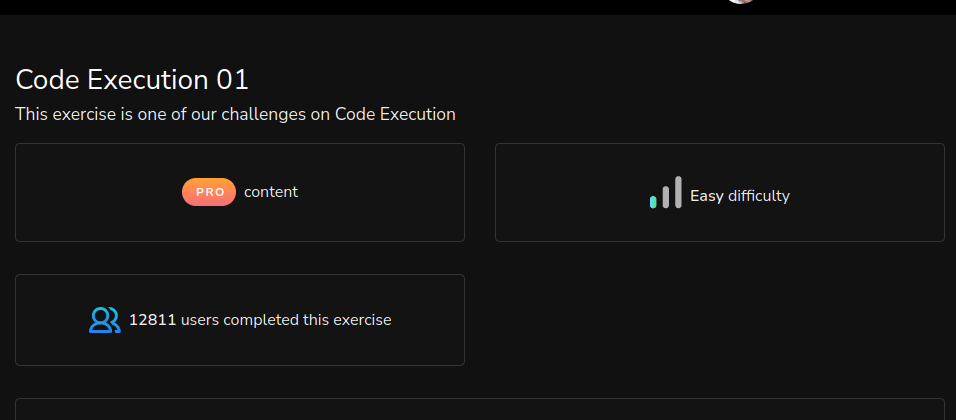 Code Execution 01
This exercise is one of our challenges on Code Execution
PRO content
Easy difficulty
12811 users completed this exercise